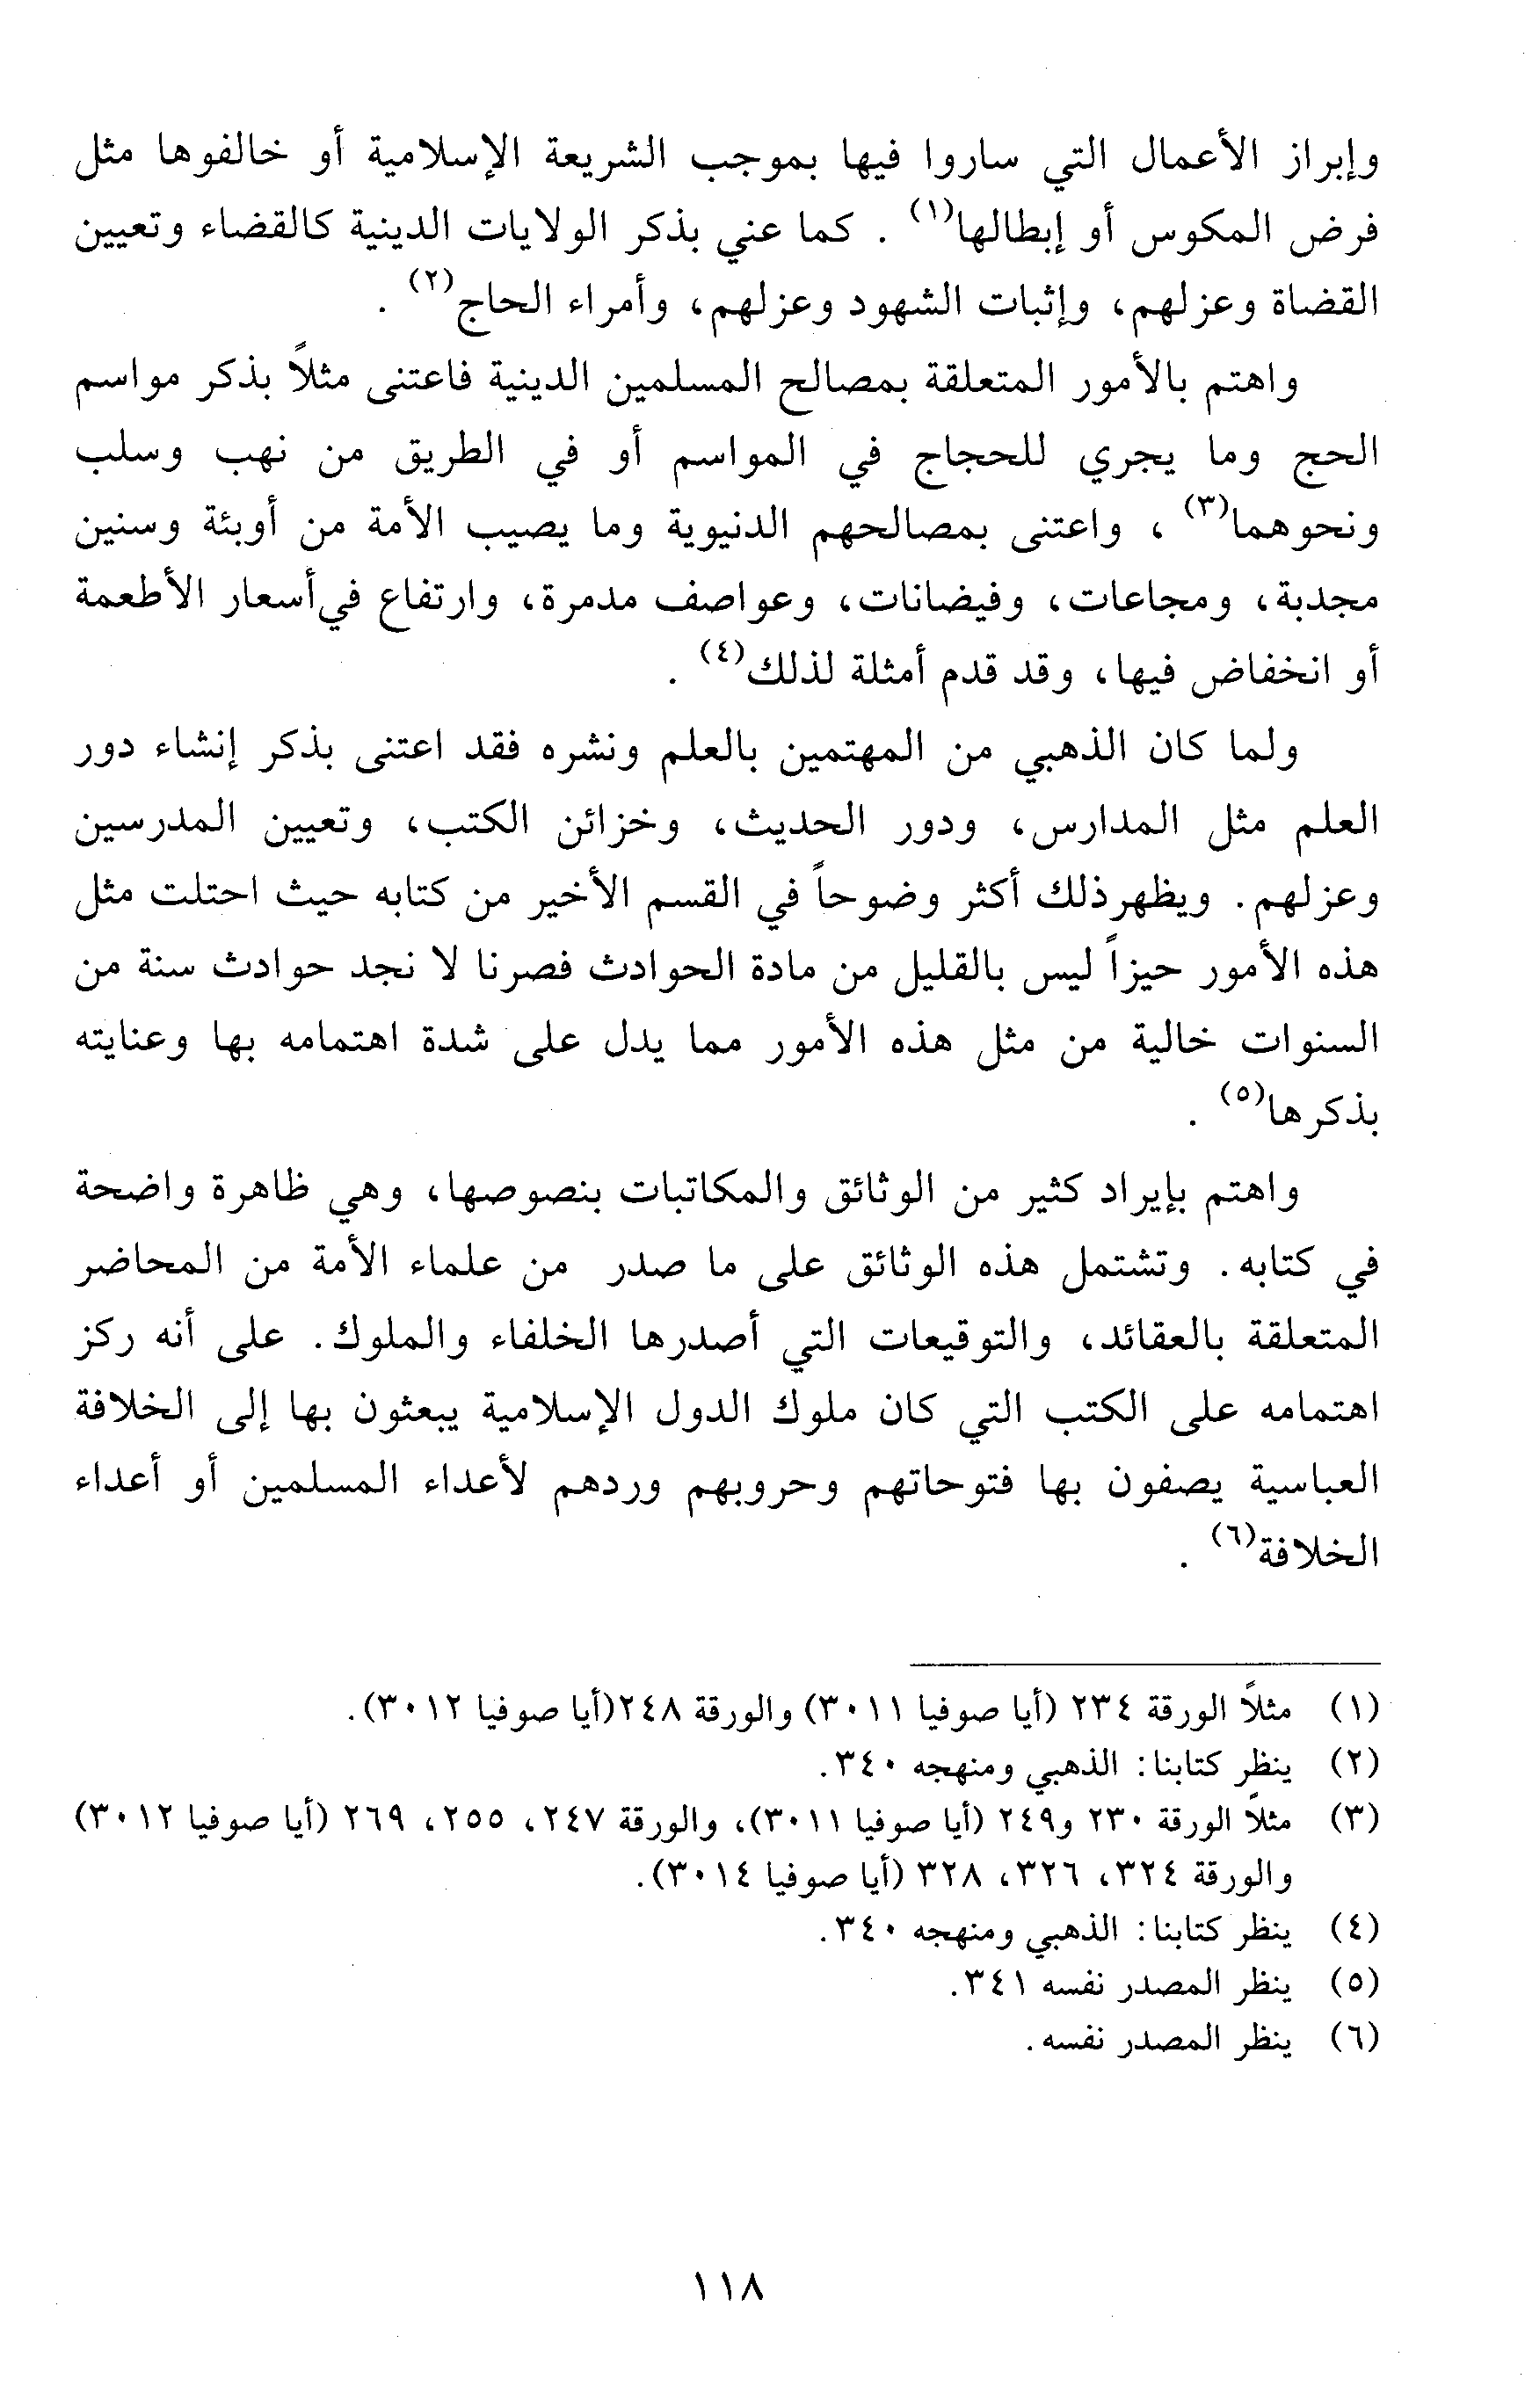 وإبراز الأعمال التي ساروا فيها بموجب الشريعة الإسلامية أو خالفوها مثل
فرض المكوس أو إبطالها(١) . كما عني بذكر الولايات الدينية كالقضاء وتعيين
القضاة وعزلهم، وإثبات الشهود وعزلهم، وأمراء الحاج(٢) .
واهتم بالأمور المتعلقة بمصالح المسلمين الدينية فاعتنى مثلاً بذكر مواسم
الحج وما يجري للحجاج في المواسم أو في الطريق من نهب وسلب
ونحوهما(٣) ، واعتنى بمصالحهم الدنيوية وما يصيب الأمة من أوبئة وسنين
مجدبة، ومجاعات، وفيضانات، وعواصف مدمرة، وارتفاع في أسعار الأطعمة
أو انخفاض فيها، وقد قدم أمثلة لذلك(٤) .
ولما كان الذهبي من المهتمين بالعلم ونشره فقد اعتنى بذكر إنشاء دور
العلم مثل المدارس، ودور الحديث، وخزائن الكتب، وتعيين المدرسين
وعزلهم. ويظهر ذلك أكثر وضوحاً في القسم الأخير من كتابه حيث احتلت مثل
هذه الأمور حيزاً ليس بالقليل من مادة الحوادث فصرنا لا نجد حوادث سنة من
السنوات خالية من مثل هذه الأمور مما يدل على شدة اهتمامه بها وعنايته
بذكرها(٥) .
واهتم بإيراد كثير من الوثائق والمكاتبات بنصوصها، وهي ظاهرة واضحة
في كتابه. وتشتمل هذه الوثائق على ما صدر من علماء الأمة من المحاضر
المتعلقة بالعقائد، والتوقيعات التي أصدرها الخلفاء والملوك. على أنه ركز
اهتمامه على الكتب التي كان ملوك الدول الإسلامية يبعثون بها إلى الخلافة
العباسية يصفون بها فتوحاتهم وحروبهم وردهم لأعداء المسلمين أو أعداء
الخلافة(٦) .
(١) مثلاً الورقة ٢٣٤ (أيا صوفيا ٣٠١١) والورقة ٢٤٨(أيا صوفيا ٣٠١٢).
(٢) ينظر كتابنا: الذهبي ومنهجه ٣٤٠.
(٣) مثلاً الورقة ٢٣٠ و٢٤٩ (أيا صوفيا ٣٠١١)، والورقة ٢٤٧، ٢٥٥، ٢٦٩ (أيا صوفيا ٣٠١٢)
والورقة ٣٢٤، ٣٢٦، ٣٢٨ (أيا صوفيا ٣٠١٤).
(٤) ينظر كتابنا: الذهبي ومنهجه ٣٤٠.
(٥) ينظر المصدر نفسه ٣٤١.
(٦) ينظر المصدر نفسه.
١١٨